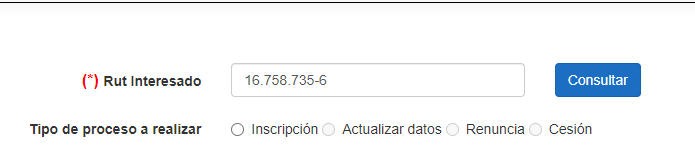 (*) Rut Interesado 16.758.735-6 Consultar
Tipo de proceso a realizar Inscripción Actualizar datos Renuncia Cesión